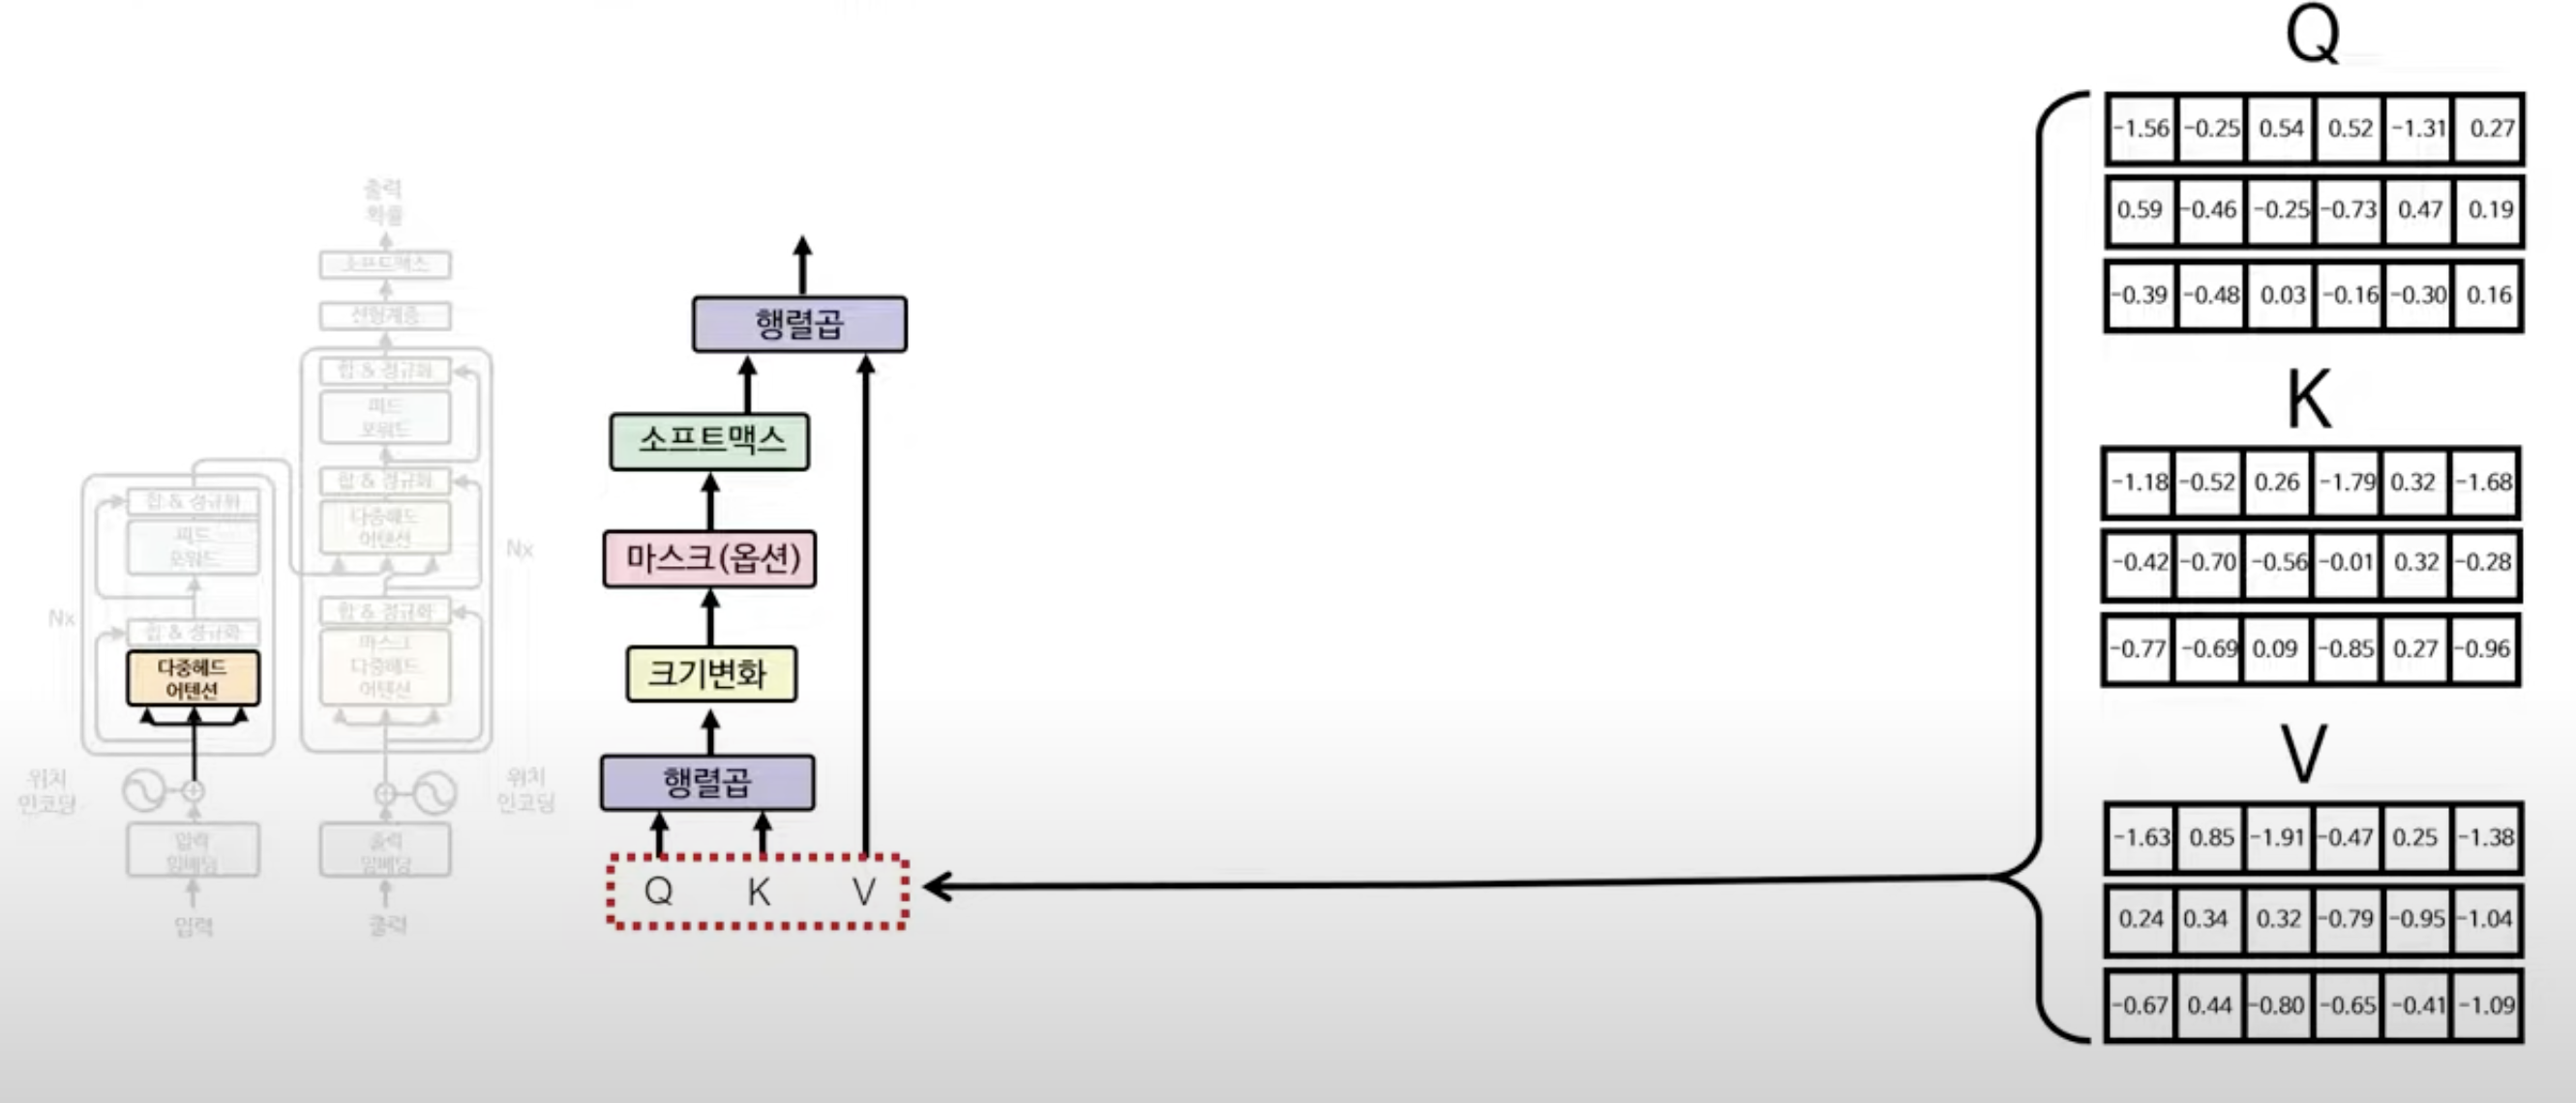 출력
확률
소프트맥스
선형계층
합 & 정규화
피드
포워드
합 & 정규화
다중헤드
어텐션
Nx
합 & 정규화
마스크
다중헤드
어텐션
위치
인코딩
출력
임베딩
출력
합 & 정규화
피드
포워드
Nx
합 & 정규화
다중헤드
어텐션
위치
인코딩
입력
임베딩
입력
행렬곱
소프트맥스
마스크(옵션)
크기변화
행렬곱
Q K V
Q
-1.56 -0.25 0.54 0.52 -1.31 0.27
0.59 -0.46 -0.25 -0.73 0.47 0.19
-0.39 -0.48 0.03 -0.16 -0.30 0.16
K
-1.18 -0.52 0.26 -1.79 0.32 -1.68
-0.42 -0.70 -0.56 -0.01 0.32 -0.28
-0.77 -0.69 0.09 -0.85 0.27 -0.96
V
-1.63 0.85 -1.91 -0.47 0.25 -1.38
0.24 0.34 0.32 -0.79 -0.95 -1.04
-0.67 0.44 -0.80 -0.65 -0.41 -1.09